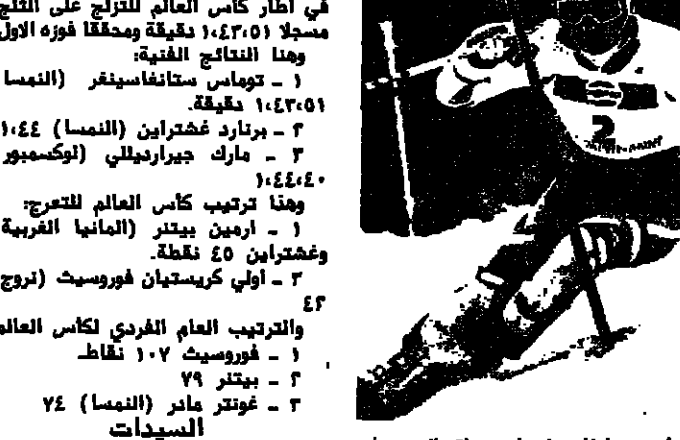 في اطار كأس العالم للتزلج على الثلج
مسجلا ١،٤٣،٥١ دقيقة ومحققا فوزه الاول
وهنا النتائج الفنية:
١ ـ توماس ستانغاسينغر (النمسا
١،٤٣،٥١ دقيقة.
٢ ـ برنارد غشتراين (النمسا) ١،٤٤
٣ ـ مارك جيرارديللي (لوكسمبور
١،٤٤،٤٠
وهذا ترتيب كأس العالم للتعرج:
١ ـ ارمين بيتنر (المانيا الغربية
وغشتراين ٤٥ نقطة.
٣ ـ أولي كريستيان فوروسيث (نروج
٤٢
والترتيب العام الفردي لكأس العالم
١ ـ فوروسيث ١٠٧ نقاط
٢ ـ بيتنر ٧٩
٣ ـ غونتر مادر (النمسا) ٧٤
السيدات
2